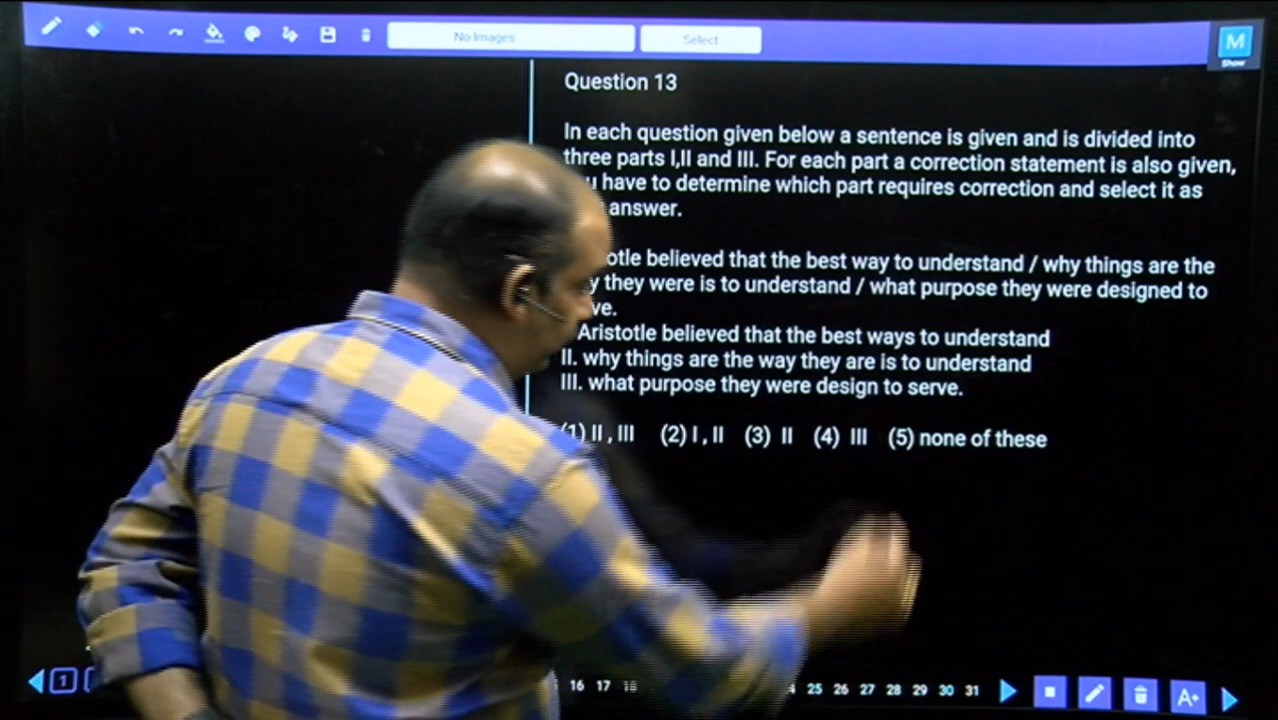 No Images
Select
M
Show
Question 13
In each question given below a sentence is given and is divided into
three parts I,II and III. For each part a correction statement is also given,
have to determine which part requires correction and select it as
answer.
believed that the best way to understand / why things are the
they were is to understand / what purpose they were designed to
Aristotle believed that the best ways to understand
II. why things are the way they are is to understand
III. what purpose they were design to serve.
(1) II , III (2) I , II (3) II (4) III (5) none of these
1
16 17 18
25 26 27 28 29 30 31
A+